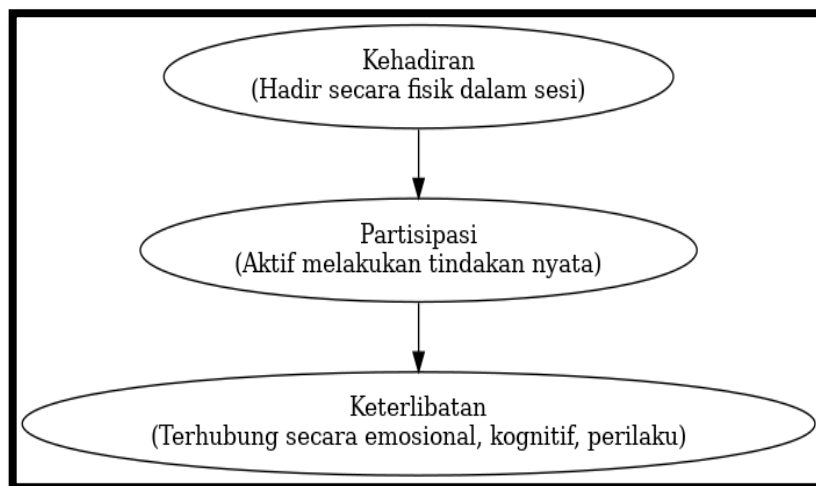 Kehadiran
(Hadir secara fisik dalam sesi)
Partisipasi
(Aktif melakukan tindakan nyata)
Keterlibatan
(Terhubung secara emosional, kognitif, perilaku)